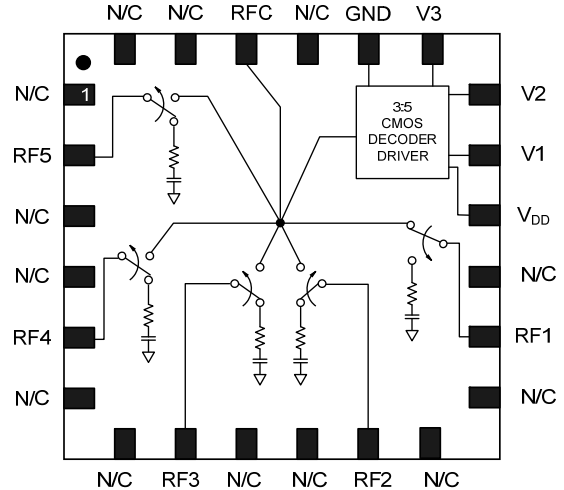 N/C N/C RFC N/C GND V3
N/C 1 V2
3:5
CMOS
DECODER
DRIVER
RF5 V1
N/C VDD
N/C N/C
RF4 RF1
N/C N/C
N/C RF3 N/C N/C RF2 N/C